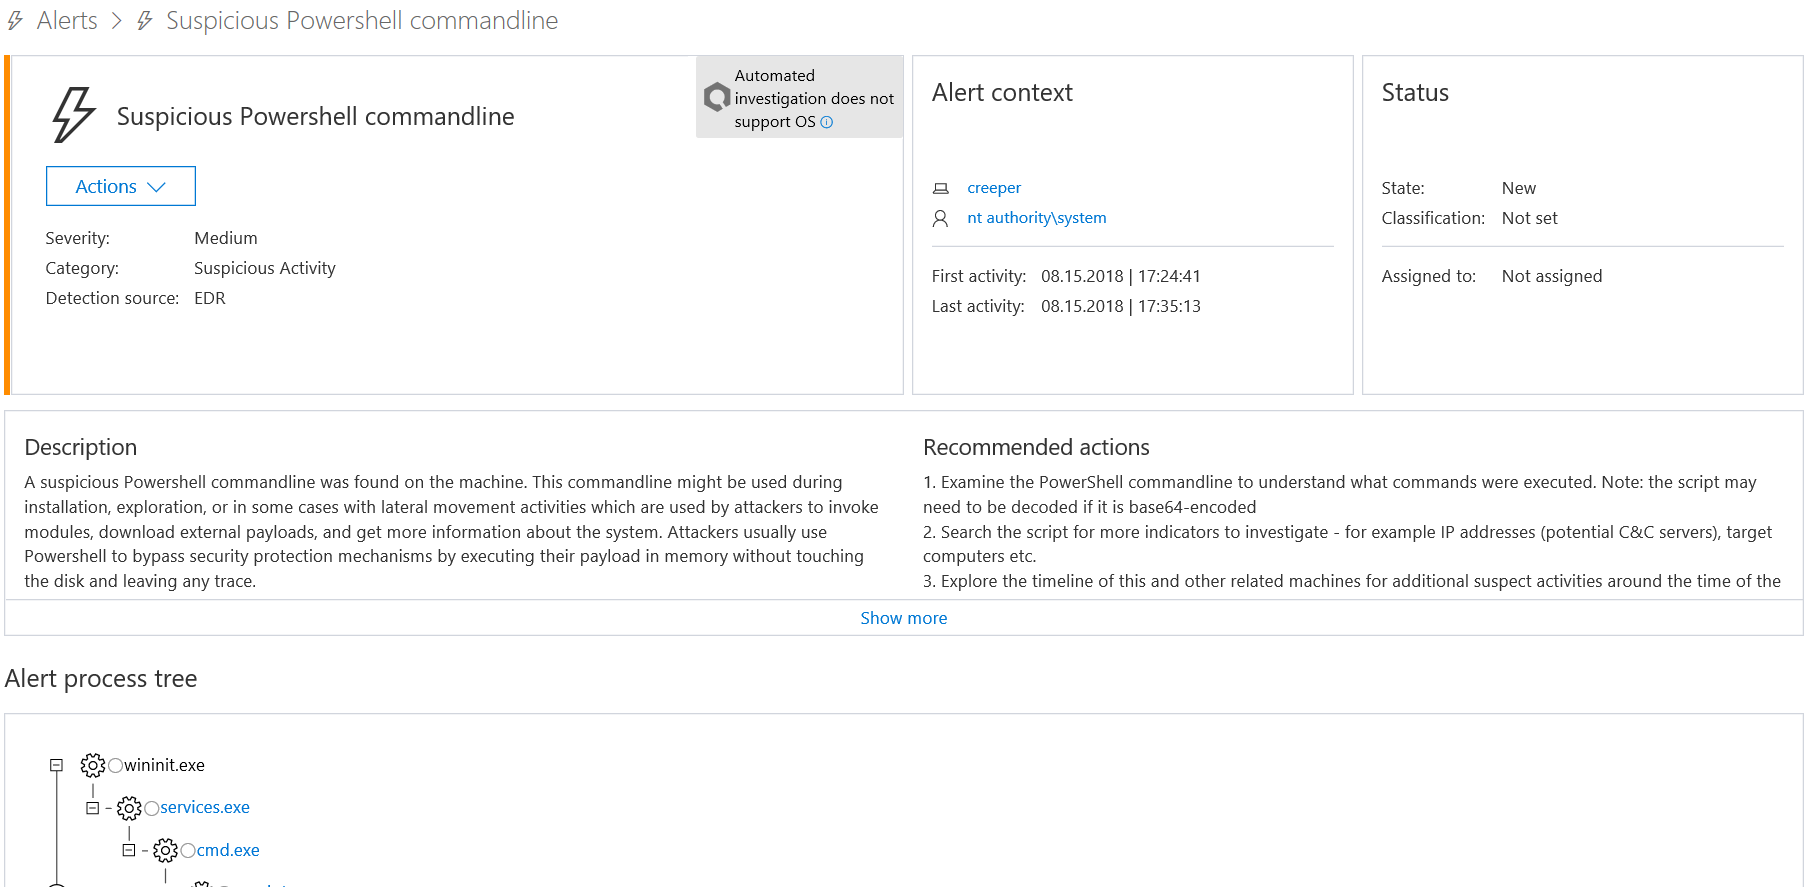 Alerts > Suspicious Powershell commandline
Suspicious Powershell commandline
Automated
investigation does not
support OS
Actions
Severity: Medium
Category: Suspicious Activity
Detection source: EDR
Alert context
creeper
nt authority\system
First activity: 08.15.2018 | 17:24:41
Last activity: 08.15.2018 | 17:35:13
Status
State: New
Classification: Not set
Assigned to: Not assigned
Description
A suspicious Powershell commandline was found on the machine. This commandline might be used during
installation, exploration, or in some cases with lateral movement activities which are used by attackers to invoke
modules, download external payloads, and get more information about the system. Attackers usually use
Powershell to bypass security protection mechanisms by executing their payload in memory without touching
the disk and leaving any trace.
Recommended actions
1. Examine the PowerShell commandline to understand what commands were executed. Note: the script may
need to be decoded if it is base64-encoded
2. Search the script for more indicators to investigate - for example IP addresses (potential C&C servers), target
computers etc.
3. Explore the timeline of this and other related machines for additional suspect activities around the time of the
Show more
Alert process tree
wininit.exe
services.exe
cmd.exe